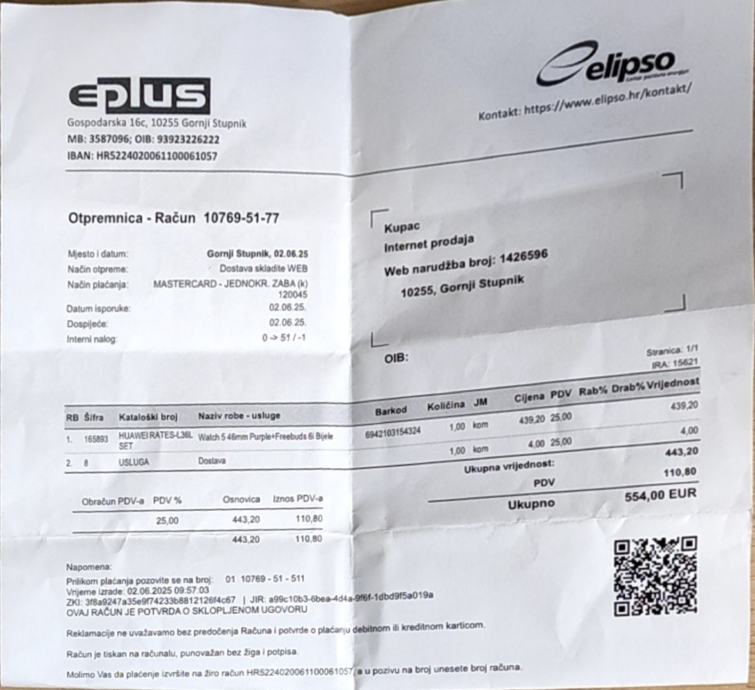 eplus
Gospodarska 16c, 10255 Gornji Stupnik
MB: 3587096; OIB: 93923226222
IBAN: HR5224020061100061057
elipso
Kontakt: https://www.elipso.hr/kontakt/
Otpremnica - Račun 10769-51-77
Mjesto i datum: Gornji Stupnik, 02.06.25
Način otpreme: Dostava skladište WEB
Način plaćanja: MASTERCARD - JEDNOKR. ZABA (k)
120045
Datum isporuke: 02.06.25.
Dospijeće: 02.06.25.
Interni nalog: 0 -> 51 / -1
Kupac
Internet prodaja
Web narudžba broj: 1426596
10255, Gornji Stupnik
OIB:
Stranica: 1/1
IRA: 15621
RB Šifra Kataloški broj Naziv robe - usluge Barkod Količina JM Cijena PDV Rab% Drab% Vrijednost
1. 165893 HUAWEI RATES-L36L Watch 5 46mm Purple+Freebuds 6i Bijele 6942103154324 1,00 kom 439,20 25,00 439,20
SET
2. 8 USLUGA Dostava 1,00 kom 4,00 25,00 4,00
Ukupna vrijednost: 443,20
PDV 110,80
Ukupno 554,00 EUR
Obračun PDV-a PDV % Osnovica Iznos PDV-a
25,00 443,20 110,80
443,20 110,80
Napomena:
Prilikom plaćanja pozovite se na broj: 01 10769 - 51 - 511
Vrijeme izrade: 02.06.2025 09:57:03
ZKI: 3f8a9247a35e9f74233b8812126f4c67 | JIR: a99c10b3-6bea-4d4a-9f6f-1dbd9f5a019a
OVAJ RAČUN JE POTVRDA O SKLOPLJENOM UGOVORU
Reklamacije ne uvažavamo bez predočenja Računa i potvrde o plaćanju debitnom ili kreditnom karticom.
Račun je tiskan na računalu, punovažan bez žiga i potpisa.
Molimo Vas da plaćenje izvršite na žiro račun HR5224020061100061057, a u pozivu na broj unesete broj računa.